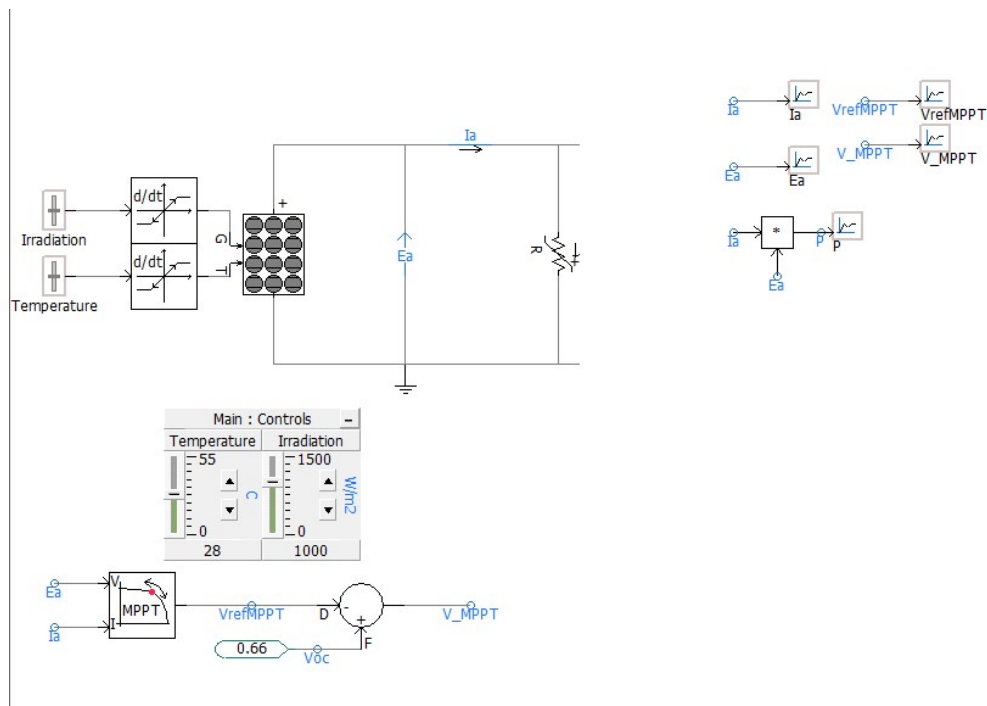 Ia
Ia
VrefMPPT
VrefMPPT
Ia
V_MPPT
V_MPPT
Ea
Ea
d/dt
Irradiation
G
+
Ia
*
P
P
Ea
R
Ea
d/dt
T
Temperature
Main : Controls
Temperature
Irradiation
55
0
C
1500
0
W/m2
28
1000
Ea
V
MPPT
Ia
I
VrefMPPT
D
-
+
F
V_MPPT
0.66
Voc